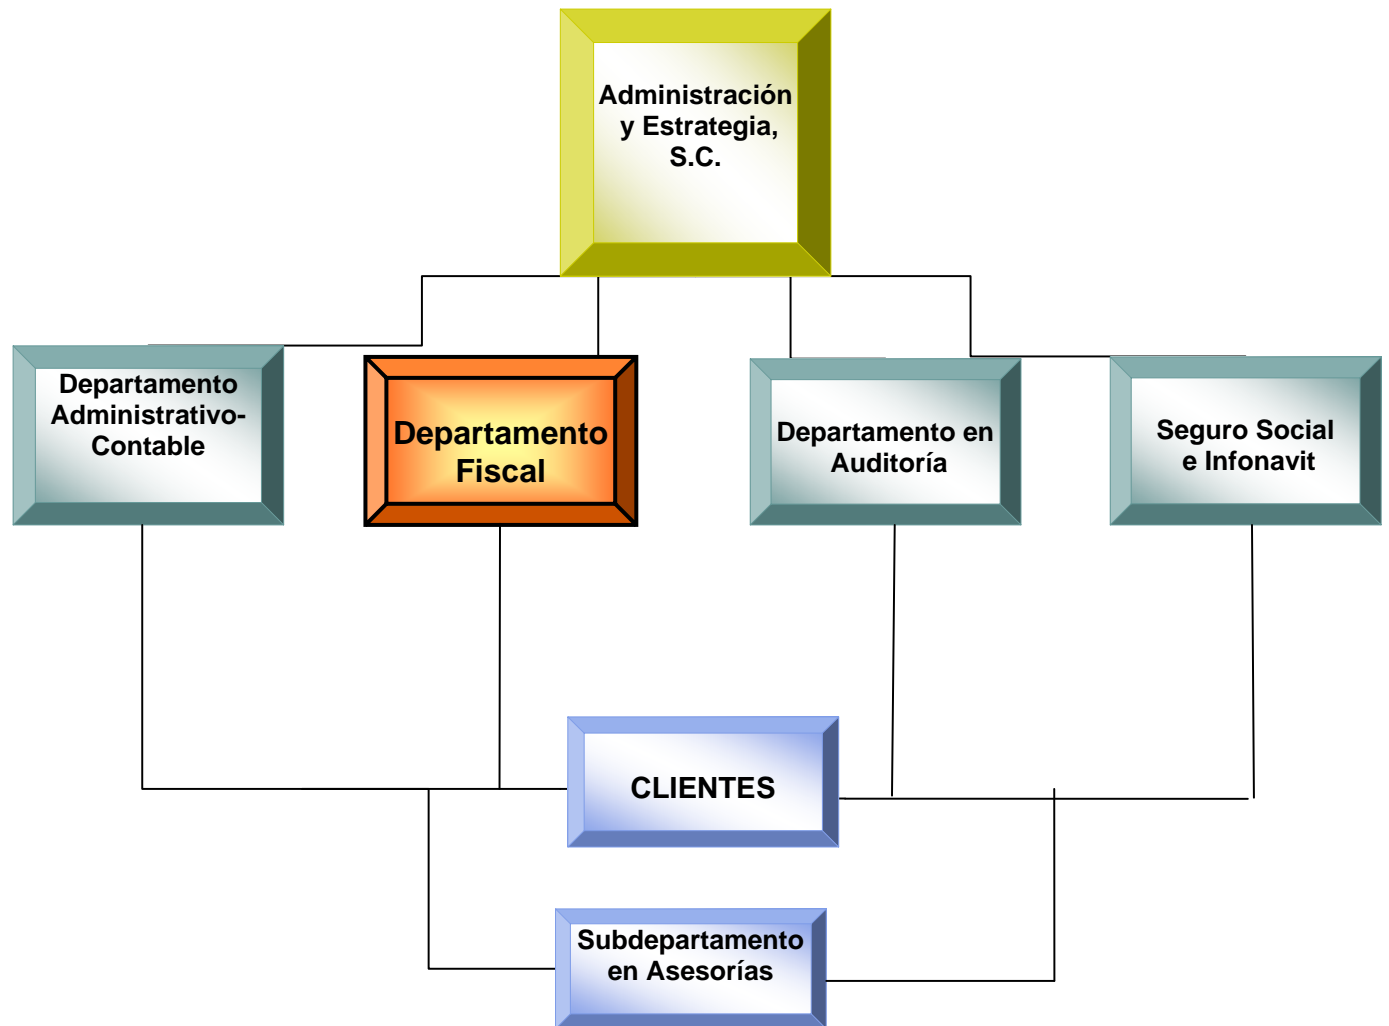 Administración
y Estrategia,
S.C.
Departamento
Administrativo-
Contable
Departamento
Fiscal
Departamento en
Auditoría
Seguro Social
e Infonavit
CLIENTES
Subdepartamento
en Asesorías